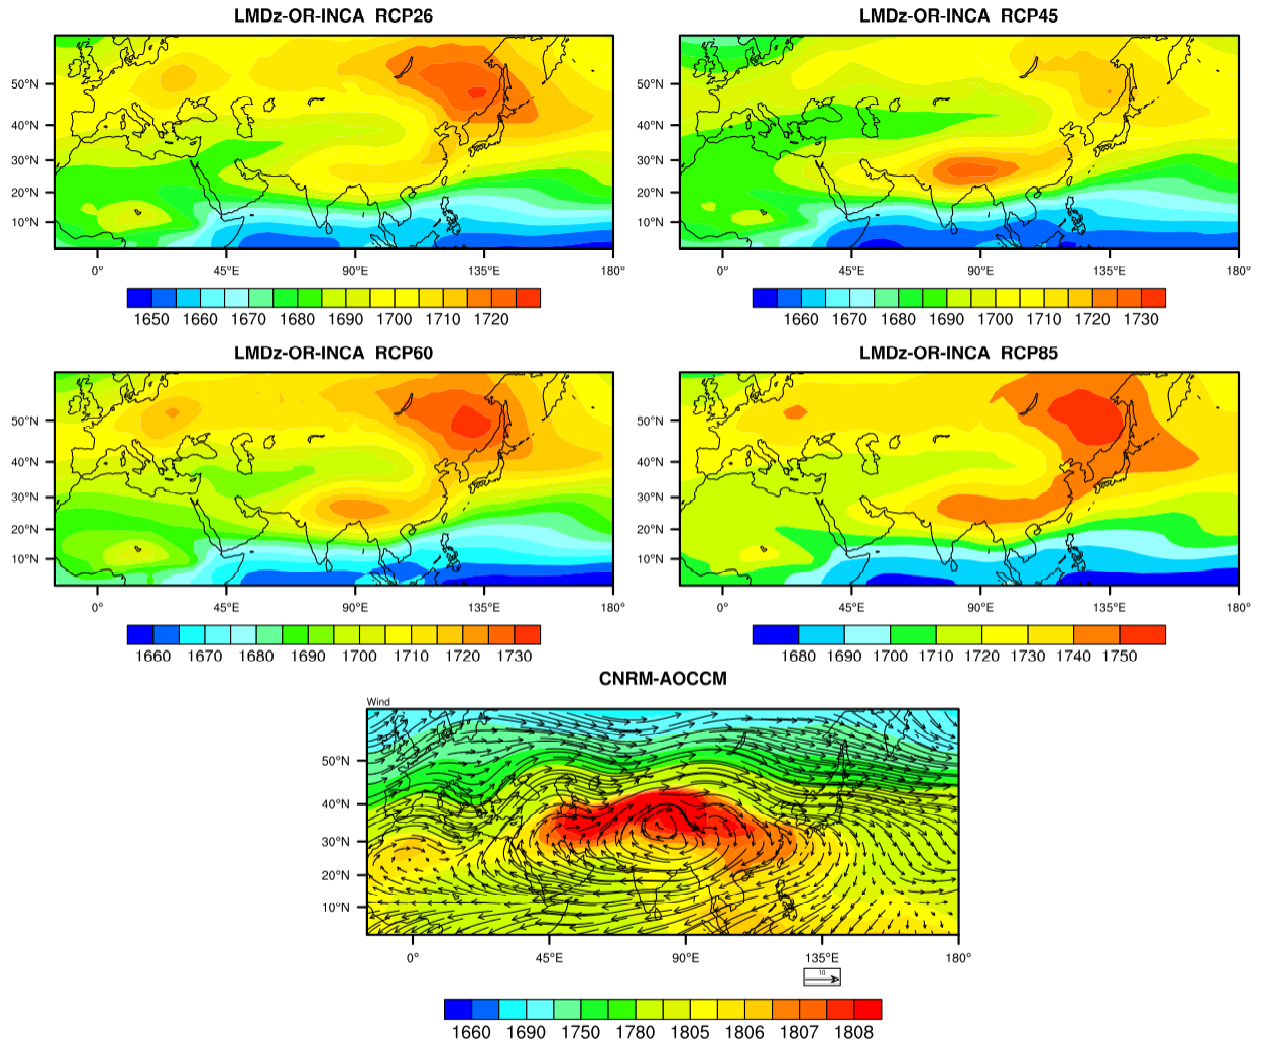 LMDz-OR-INCA RCP26
LMDz-OR-INCA RCP45
50°N
40°N
30°N
20°N
10°N
50°N
40°N
30°N
20°N
10°N
0° 45°E 90°E 135°E 180°
0° 45°E 90°E 135°E 180°
1650 1660 1670 1680 1690 1700 1710 1720
1660 1670 1680 1690 1700 1710 1720 1730
LMDz-OR-INCA RCP60
LMDz-OR-INCA RCP85
50°N
40°N
30°N
20°N
10°N
50°N
40°N
30°N
20°N
10°N
0° 45°E 90°E 135°E 180°
0° 45°E 90°E 135°E 180°
1660 1670 1680 1690 1700 1710 1720 1730
1680 1690 1700 1710 1720 1730 1740 1750
CNRM-AOCCM
Wind
50°N
40°N
30°N
20°N
10°N
0° 45°E 90°E 135°E 180°
10
1660 1690 1750 1780 1805 1806 1807 1808